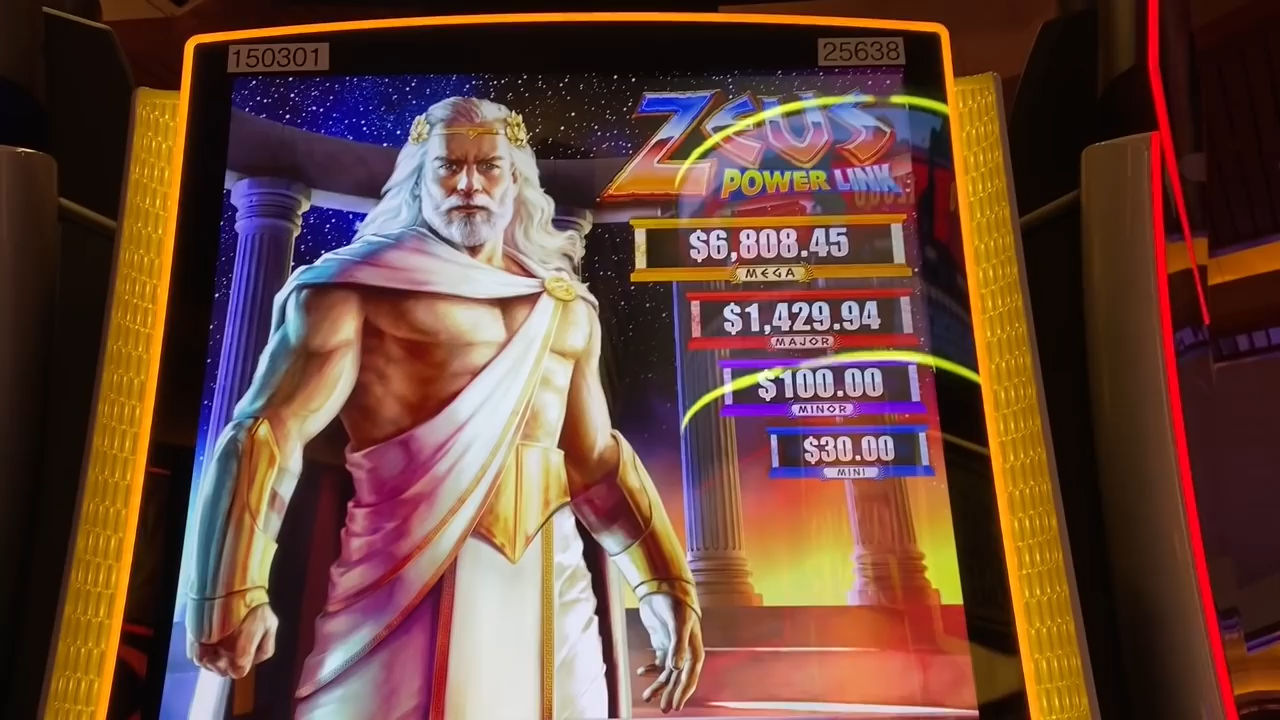 150301
25638
ZEUS
POWER LINK
$6,808.45
MEGA
$1,429.94
MAJOR
$100.00
MINOR
$30.00
MINI